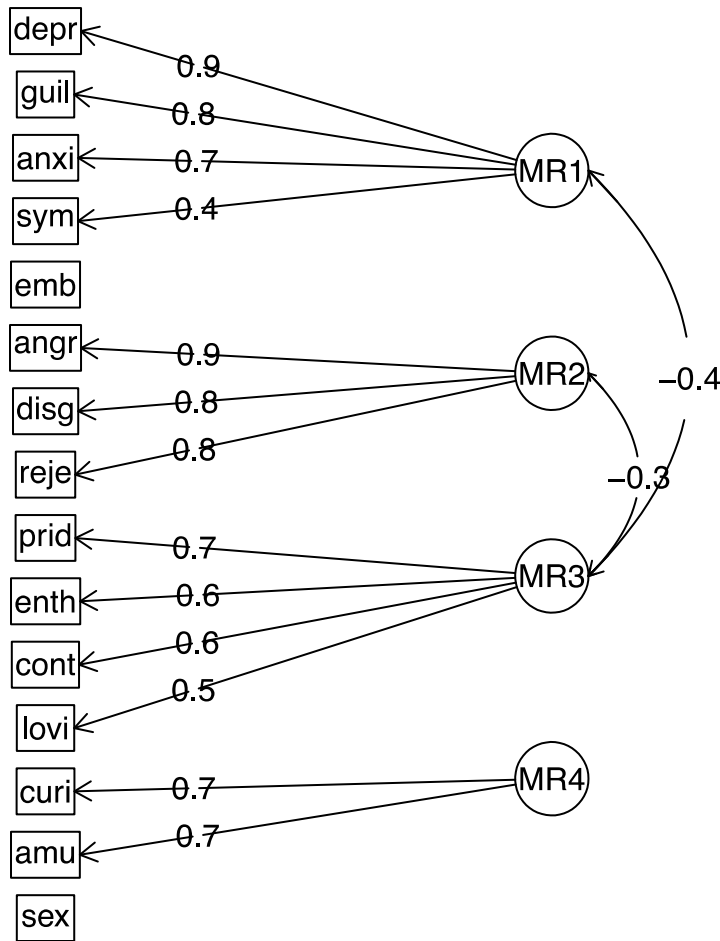 depr
0.9
guil
0.8
anxi
0.7
MR1
sym
0.4
emb
angr
0.9
MR2
−0.4
disg
0.8
reje
0.8
−0.3
prid
0.7
MR3
enth
0.6
cont
0.6
lovi
0.5
curi
0.7
MR4
amu
0.7
sex